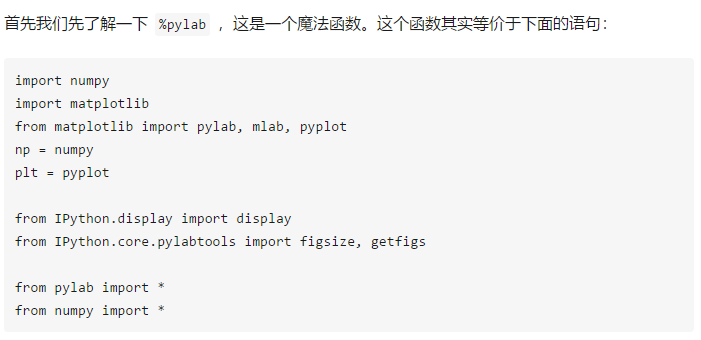 首先我们先了解一下 %pylab ，这是一个魔法函数。这个函数其实等价于下面的语句：
import numpy
import matplotlib
from matplotlib import pylab, mlab, pyplot
np = numpy
plt = pyplot
from IPython.display import display
from IPython.core.pylabtools import figsize, getfigs
from pylab import *
from numpy import *